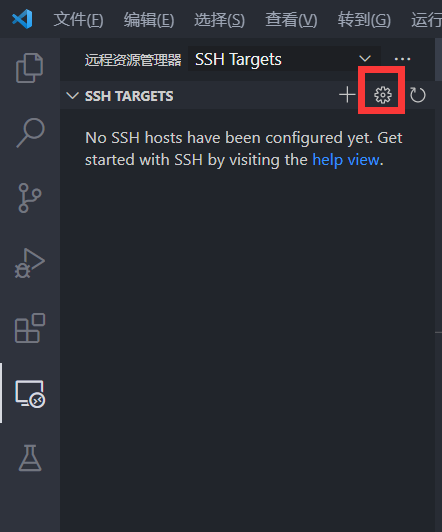 文件(F) 编辑(E) 选择(S) 查看(V) 转到(G) 运行
远程资源管理器 SSH Targets
SSH TARGETS
No SSH hosts have been configured yet. Get
started with SSH by visiting the help view.